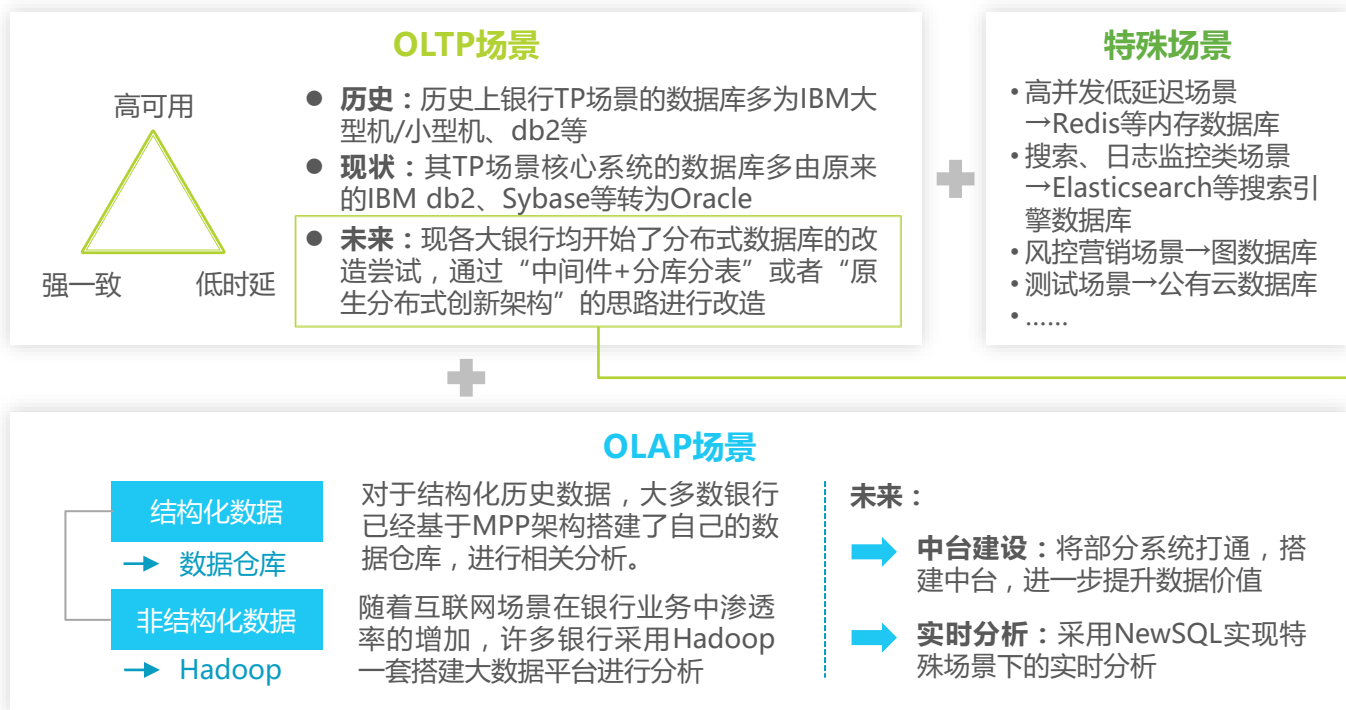 OLTP场景
高可用
强一致
低时延
● 历史：历史上银行TP场景的数据库多为IBM大
型机/小型机、db2等
● 现状：其TP场景核心系统的数据库多由原来
的IBM db2、Sybase等转为Oracle
● 未来：现各大银行均开始了分布式数据库的改
造尝试，通过“中间件+分库分表”或者“原
生分布式创新架构”的思路进行改造
特殊场景
•高并发低延迟场景
→Redis等内存数据库
•搜索、日志监控类场景
→Elasticsearch等搜索引
擎数据库
•风控营销场景→图数据库
•测试场景→公有云数据库
•……
OLAP场景
结构化数据
→ 数据仓库
非结构化数据
→ Hadoop
对于结构化历史数据，大多数银行
已经基于MPP架构搭建了自己的数
据仓库，进行相关分析。
随着互联网场景在银行业务中渗透
率的增加，许多银行采用Hadoop
一套搭建大数据平台进行分析
未来：
中台建设：将部分系统打通，搭
建中台，进一步提升数据价值
实时分析：采用NewSQL实现特
殊场景下的实时分析